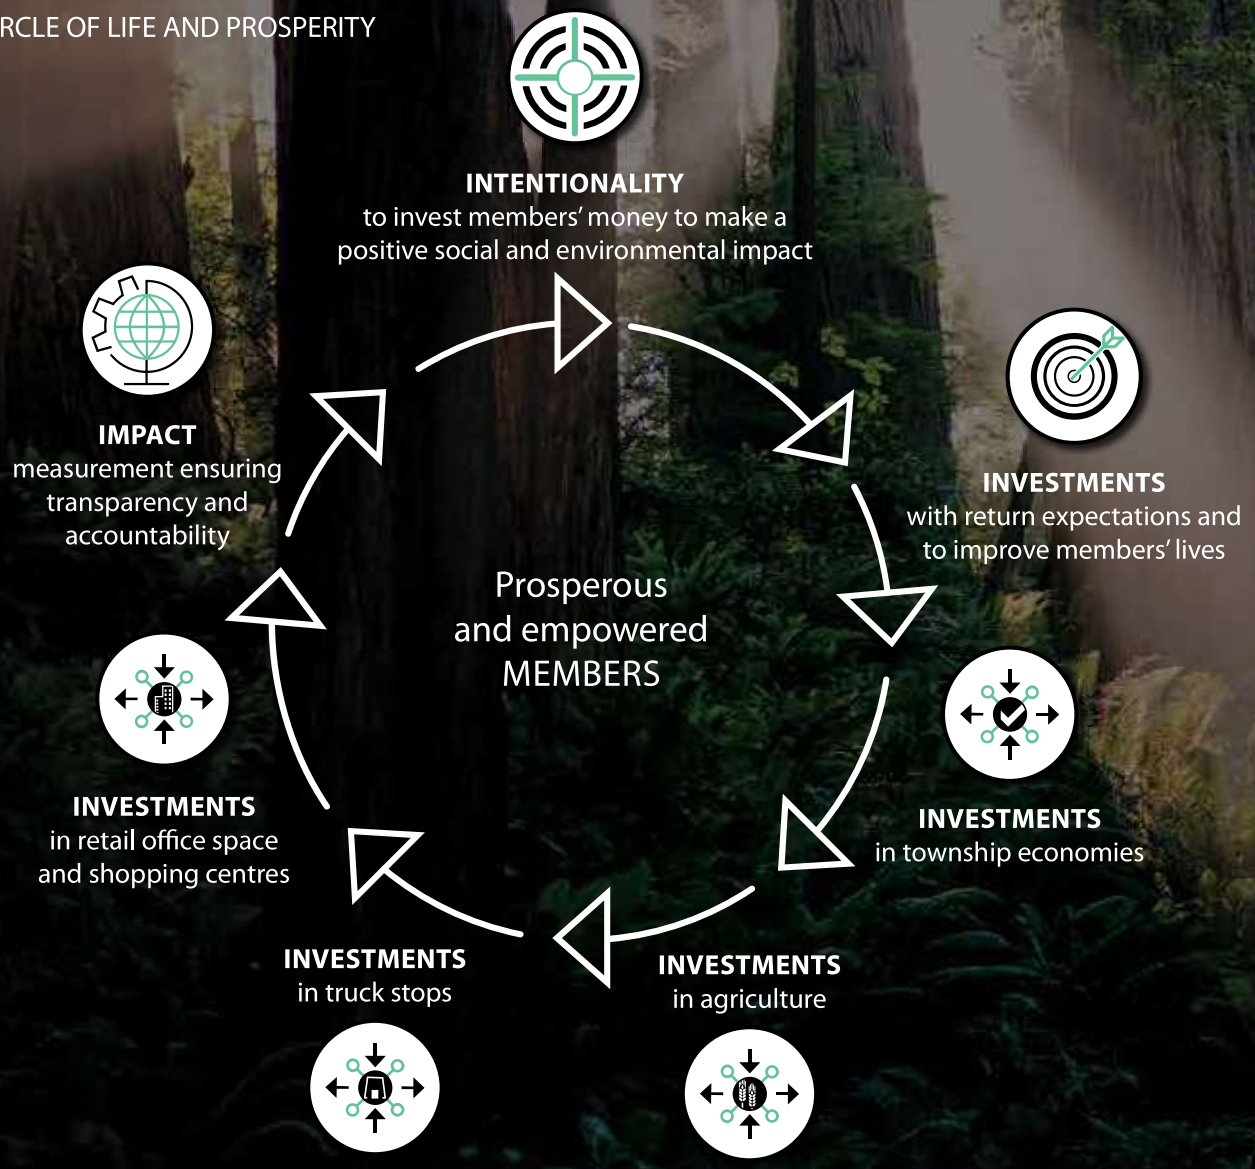 RCLE OF LIFE AND PROSPERITY
INTENTIONALITY
to invest members’ money to make a
positive social and environmental impact
INVESTMENTS
with return expectations and
to improve members’ lives
INVESTMENTS
in township economies
INVESTMENTS
in agriculture
INVESTMENTS
in truck stops
INVESTMENTS
in retail office space
and shopping centres
IMPACT
measurement ensuring
transparency and
accountability
Prosperous
and empowered
MEMBERS